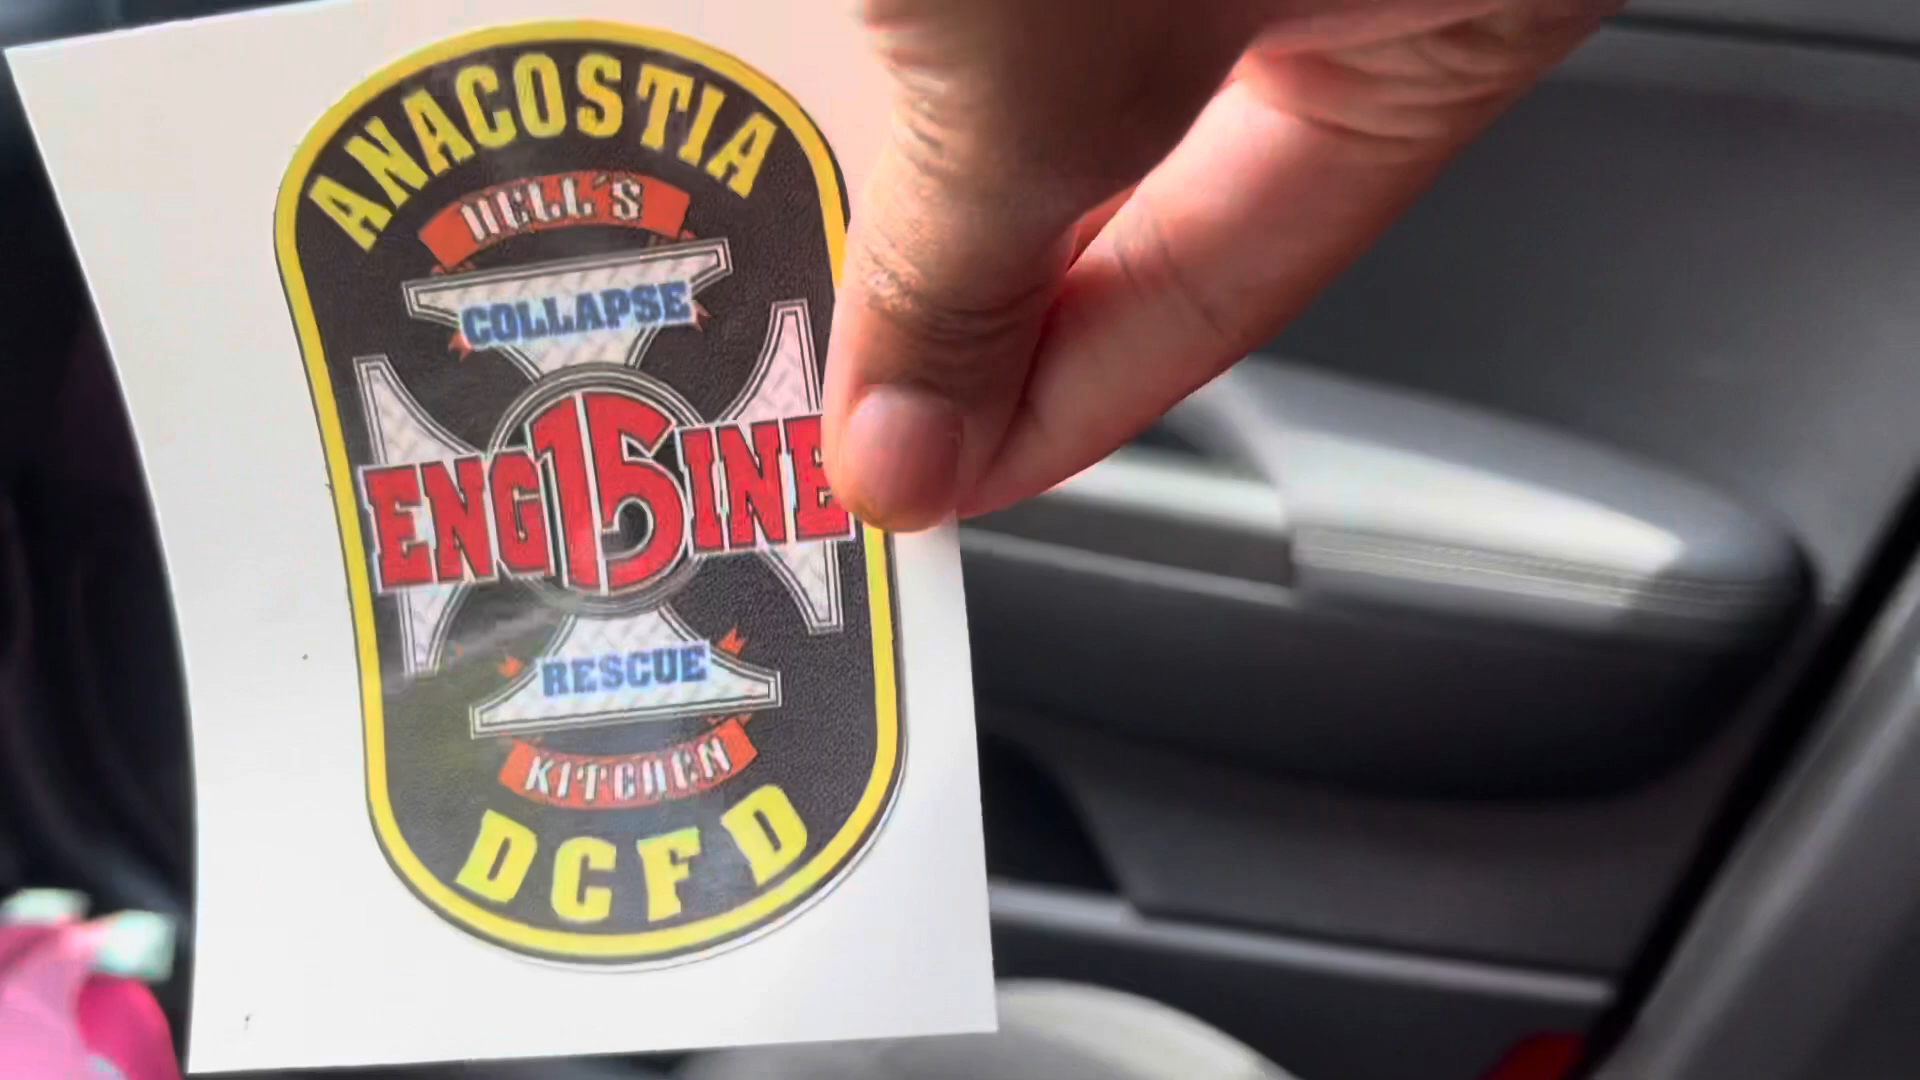 ANACOSTIA
HELL'S
COLLAPSE
ENG15INE
RESCUE
KITCHEN
DCFD